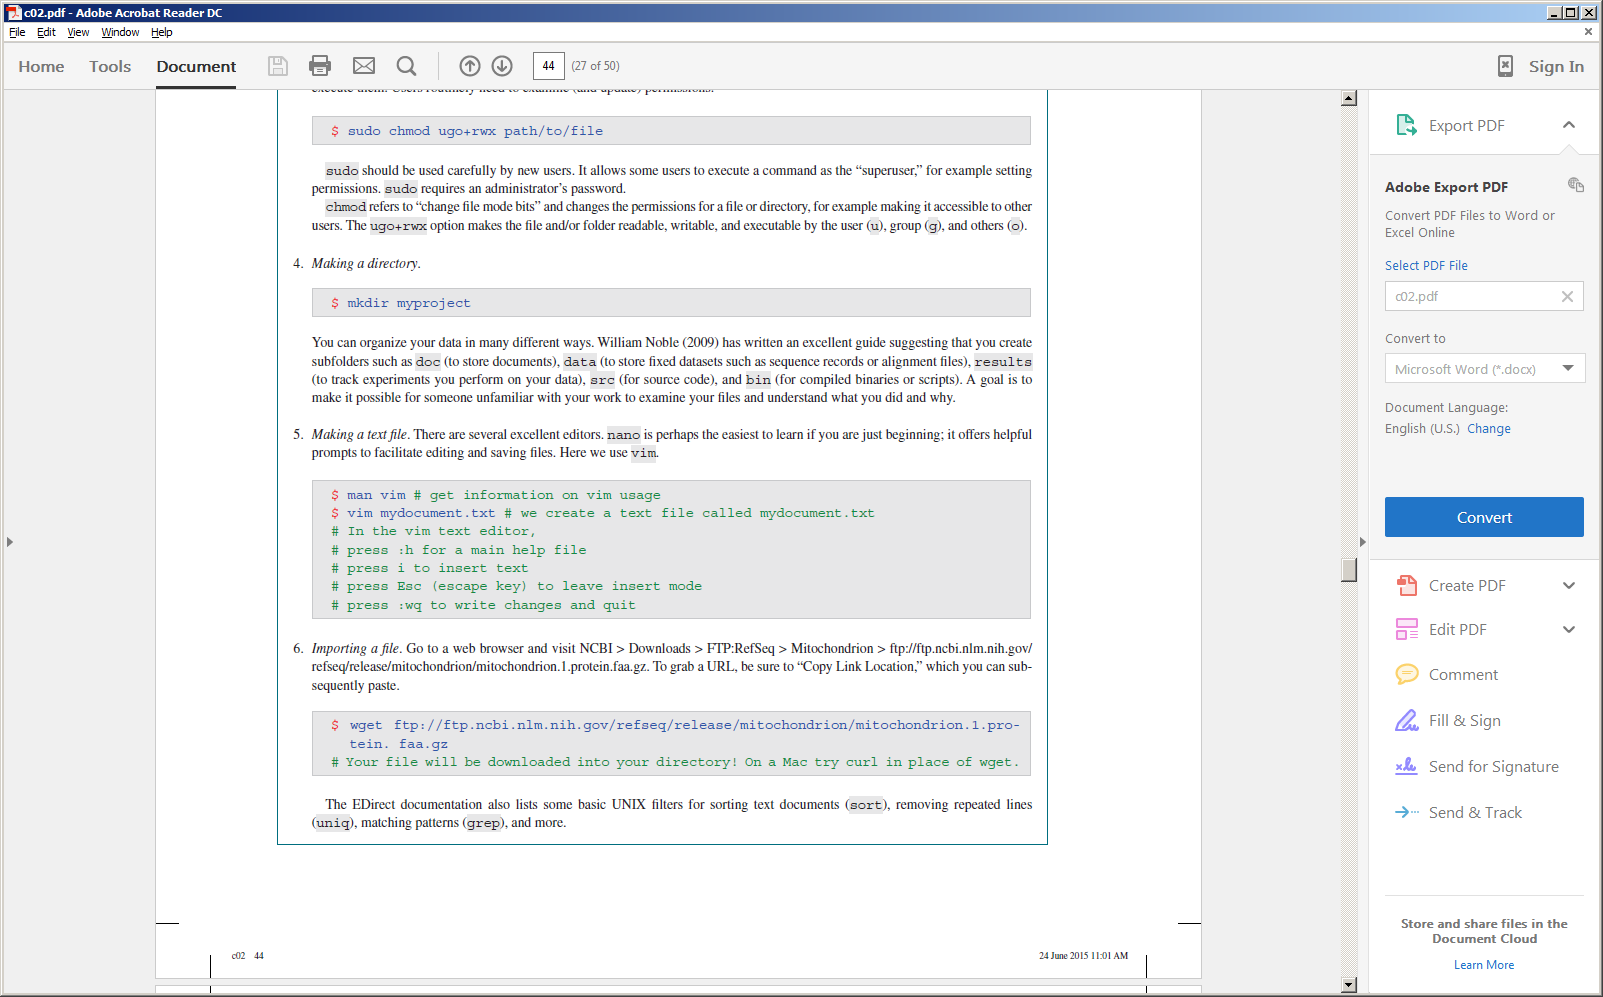 c02.pdf - Adobe Acrobat Reader DC
File Edit View Window Help
Home Tools Document 44 (27 of 50) Sign In
execute them. Users routinely need to examine (and update) permissions.
$ sudo chmod ugo+rwx path/to/file
sudo should be used carefully by new users. It allows some users to execute a command as the “superuser,” for example setting
permissions. sudo requires an administrator’s password.
chmod refers to “change file mode bits” and changes the permissions for a file or directory, for example making it accessible to other
users. The ugo+rwx option makes the file and/or folder readable, writable, and executable by the user (u), group (g), and others (o).
4. Making a directory.
$ mkdir myproject
You can organize your data in many different ways. William Noble (2009) has written an excellent guide suggesting that you create
subfolders such as doc (to store documents), data (to store fixed datasets such as sequence records or alignment files), results
(to track experiments you perform on your data), src (for source code), and bin (for compiled binaries or scripts). A goal is to
make it possible for someone unfamiliar with your work to examine your files and understand what you did and why.
5. Making a text file. There are several excellent editors. nano is perhaps the easiest to learn if you are just beginning; it offers helpful
prompts to facilitate editing and saving files. Here we use vim.
$ man vim # get information on vim usage
$ vim mydocument.txt # we create a text file called mydocument.txt
# In the vim text editor,
# press :h for a main help file
# press i to insert text
# press Esc (escape key) to leave insert mode
# press :wq to write changes and quit
6. Importing a file. Go to a web browser and visit NCBI > Downloads > FTP:RefSeq > Mitochondrion > ftp://ftp.ncbi.nlm.nih.gov/
refseq/release/mitochondrion/mitochondrion.1.protein.faa.gz. To grab a URL, be sure to “Copy Link Location,” which you can sub-
sequently paste.
$ wget ftp://ftp.ncbi.nlm.nih.gov/refseq/release/mitochondrion/mitochondrion.1.pro-
tein. faa.gz
# Your file will be downloaded into your directory! On a Mac try curl in place of wget.
The EDirect documentation also lists some basic UNIX filters for sorting text documents (sort), removing repeated lines
(uniq), matching patterns (grep), and more.
c02 44 24 June 2015 11:01 AM
Export PDF
Adobe Export PDF
Convert PDF Files to Word or
Excel Online
Select PDF File
c02.pdf
Convert to
Microsoft Word (*.docx)
Document Language:
English (U.S.) Change
Convert
Create PDF
Edit PDF
Comment
Fill & Sign
Send for Signature
Send & Track
Store and share files in the
Document Cloud
Learn More